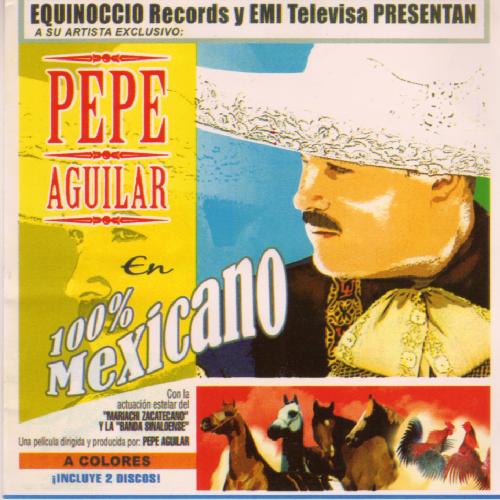 EQUINOCCIO Records y EMI Televisa PRESENTAN
A SU ARTISTA EXCLUSIVO:
PEPE
AGUILAR
en
100%
Mexicano
Con la
actuación estelar del
"MARIACHI ZACATECANO"
Y LA "BANDA SINALOENSE"
Una película dirigida y producida por: PEPE AGUILAR
A COLORES
¡INCLUYE 2 DISCOS!